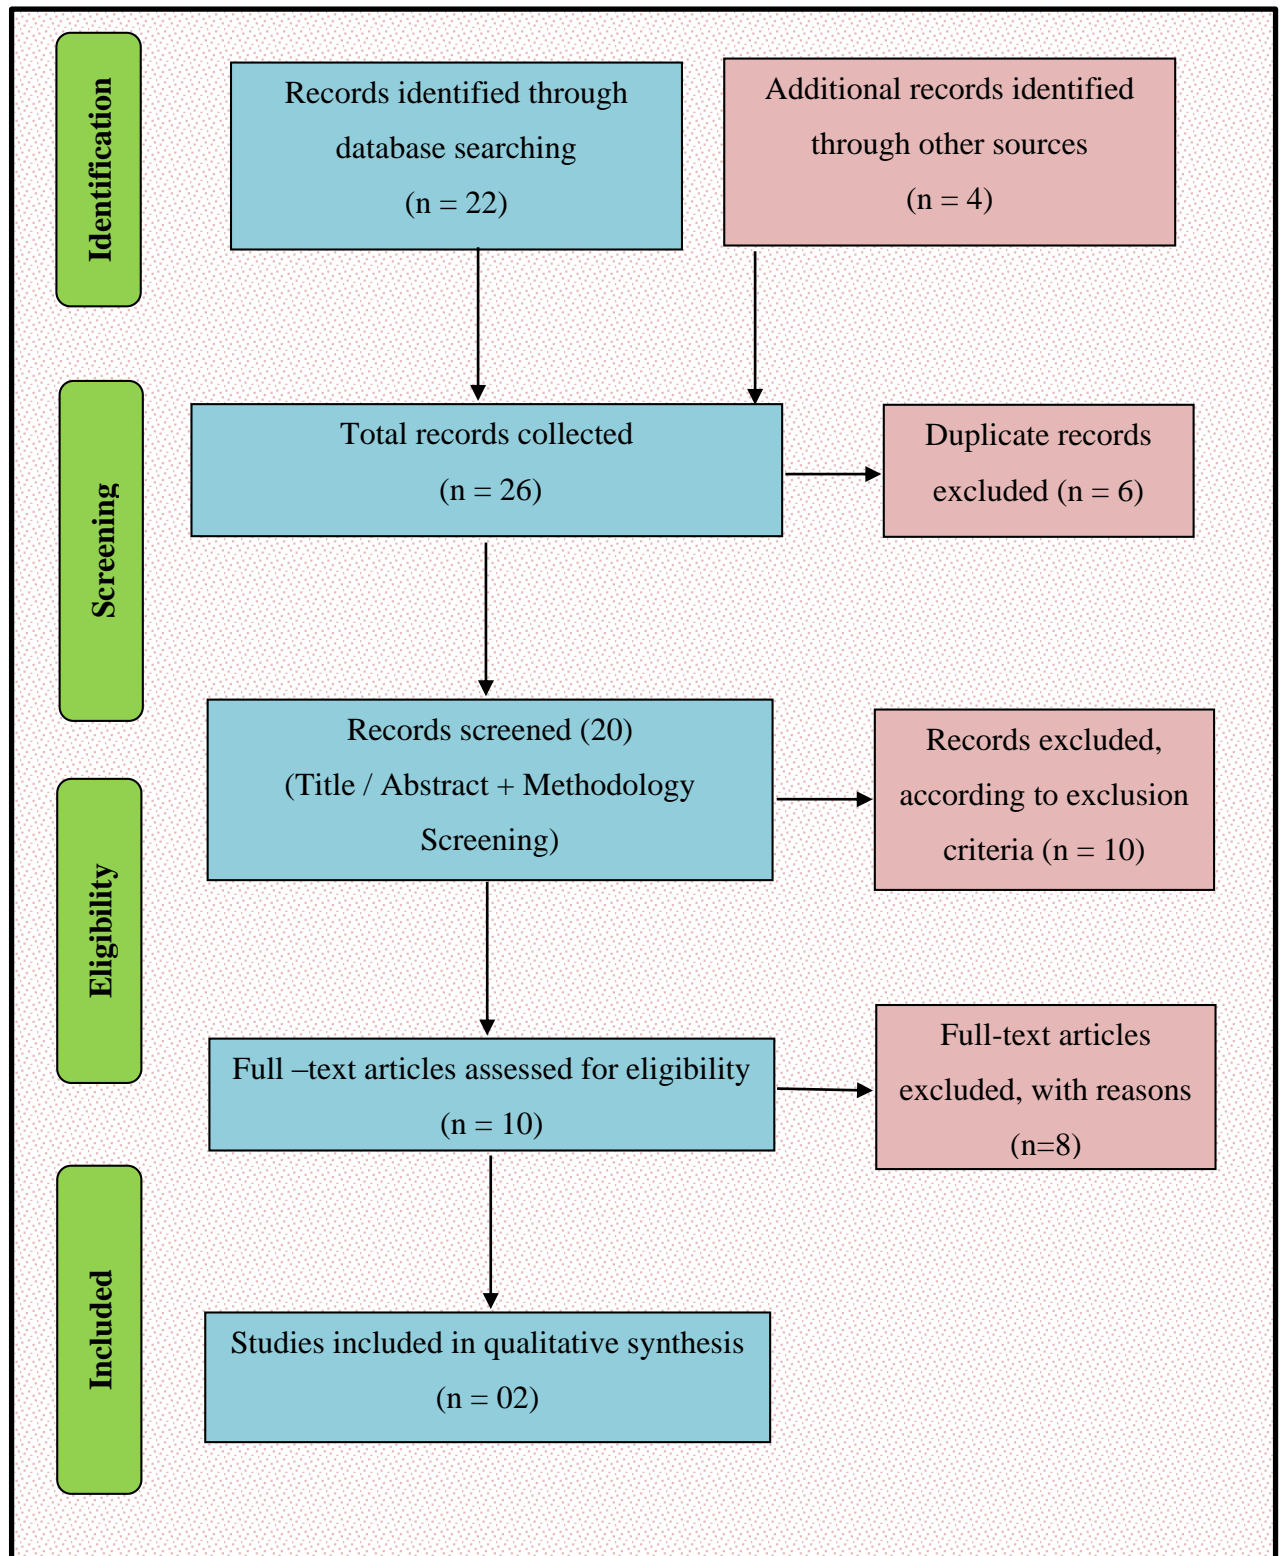 Identification
Records identified through
database searching
(n = 22)
Additional records identified
through other sources
(n = 4)
Screening
Total records collected
(n = 26)
Duplicate records
excluded (n = 6)
Records screened (20)
(Title / Abstract + Methodology
Screening)
Records excluded,
according to exclusion
criteria (n = 10)
Eligibility
Full –text articles assessed for eligibility
(n = 10)
Full-text articles
excluded, with reasons
(n=8)
Included
Studies included in qualitative synthesis
(n = 02)